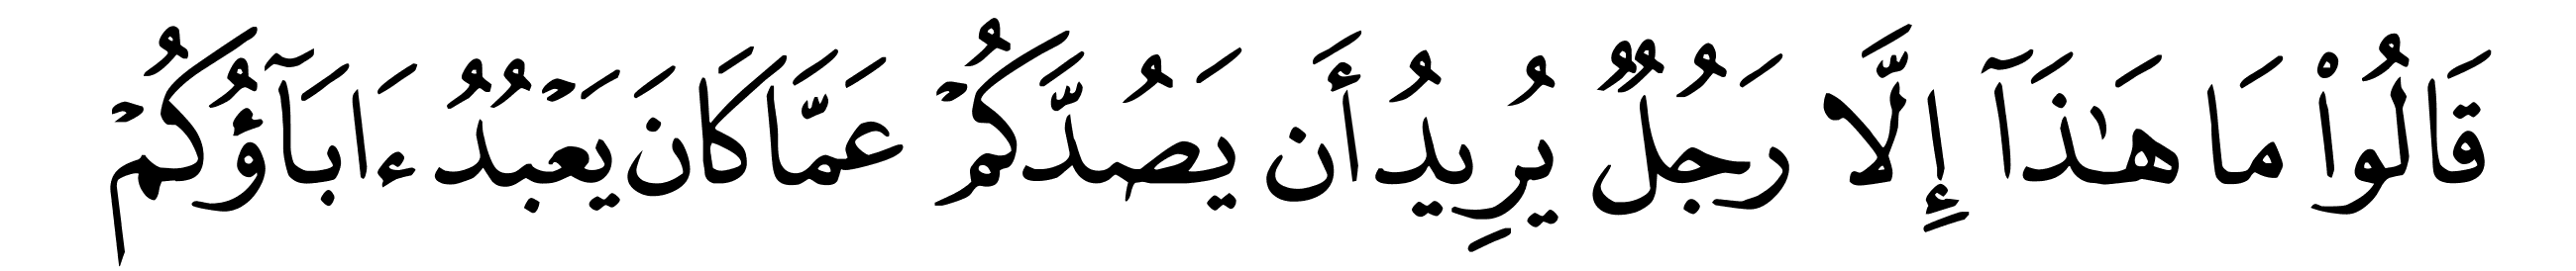 قَالُوا۟ مَا هَـٰذَآ إِلَّا رَجُلٌ يُرِيدُ أَن يَصُدَّكُمْ عَمَّا كَانَ يَعْبُدُ ءَابَآؤُكُمْ